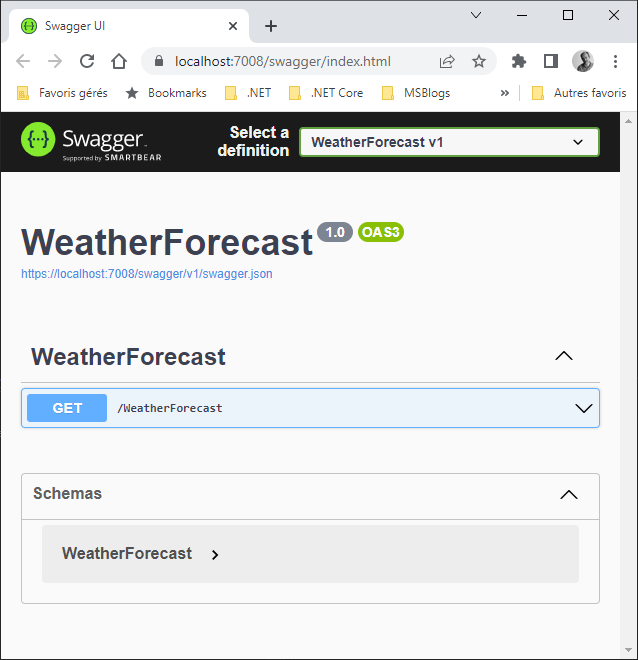 Swagger UI
localhost:7008/swagger/index.html
Favoris gérés
Bookmarks
.NET
.NET Core
MSBlogs
»
Autres favoris
{···} Swagger
Supported by SMARTBEAR
Select a
definition
WeatherForecast v1
WeatherForecast 1.0 OAS3
https://localhost:7008/swagger/v1/swagger.json
WeatherForecast
GET /WeatherForecast
Schemas
WeatherForecast